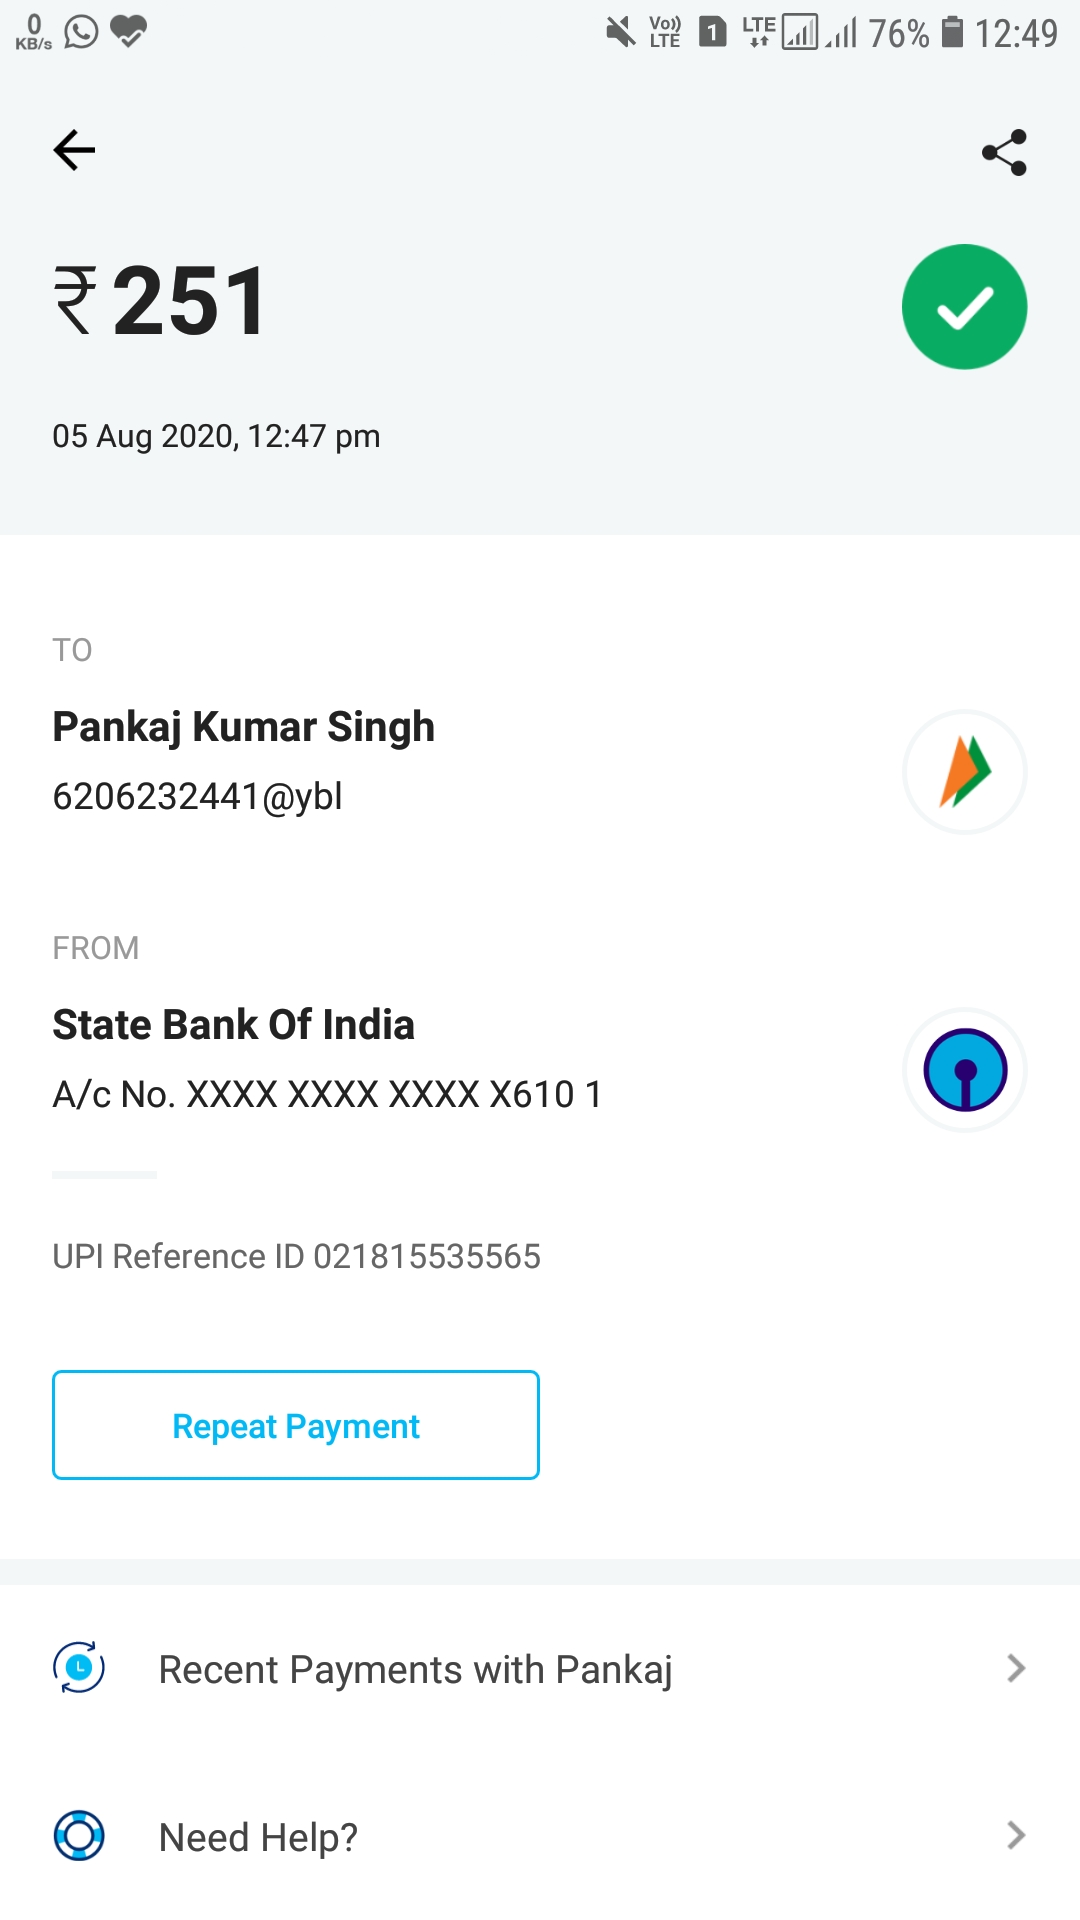 0
KB/s
Vo)) LTE 1 LTE 76% 12:49
₹251
05 Aug 2020, 12:47 pm
TO
Pankaj Kumar Singh
6206232441@ybl
FROM
State Bank Of India
A/c No. XXXX XXXX XXXX X610 1
UPI Reference ID 021815535565
Repeat Payment
Recent Payments with Pankaj
Need Help?